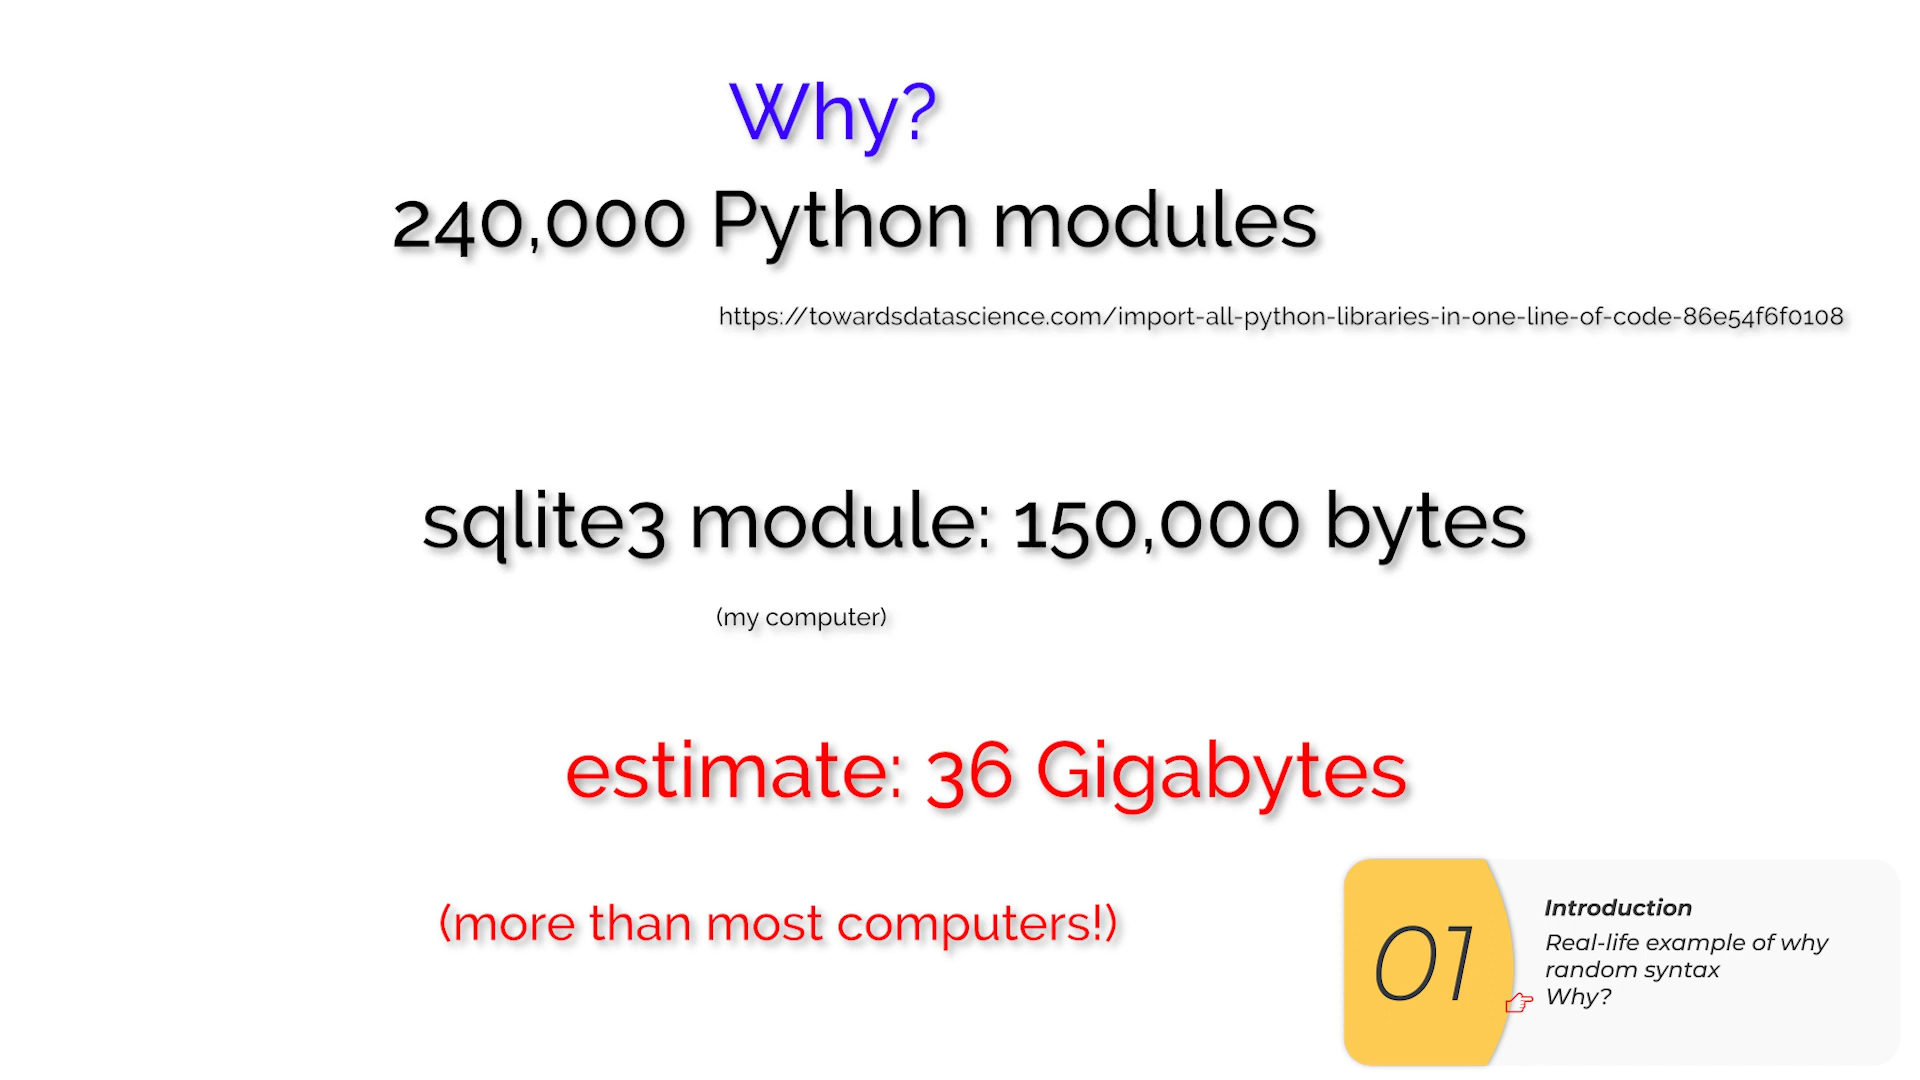 Why?
240,000 Python modules
https://towardsdatascience.com/import-all-python-libraries-in-one-line-of-code-86e54f6f0108
sqlite3 module: 150,000 bytes
(my computer)
estimate: 36 Gigabytes
(more than most computers!)
01
Introduction
Real-life example of why
random syntax
Why?